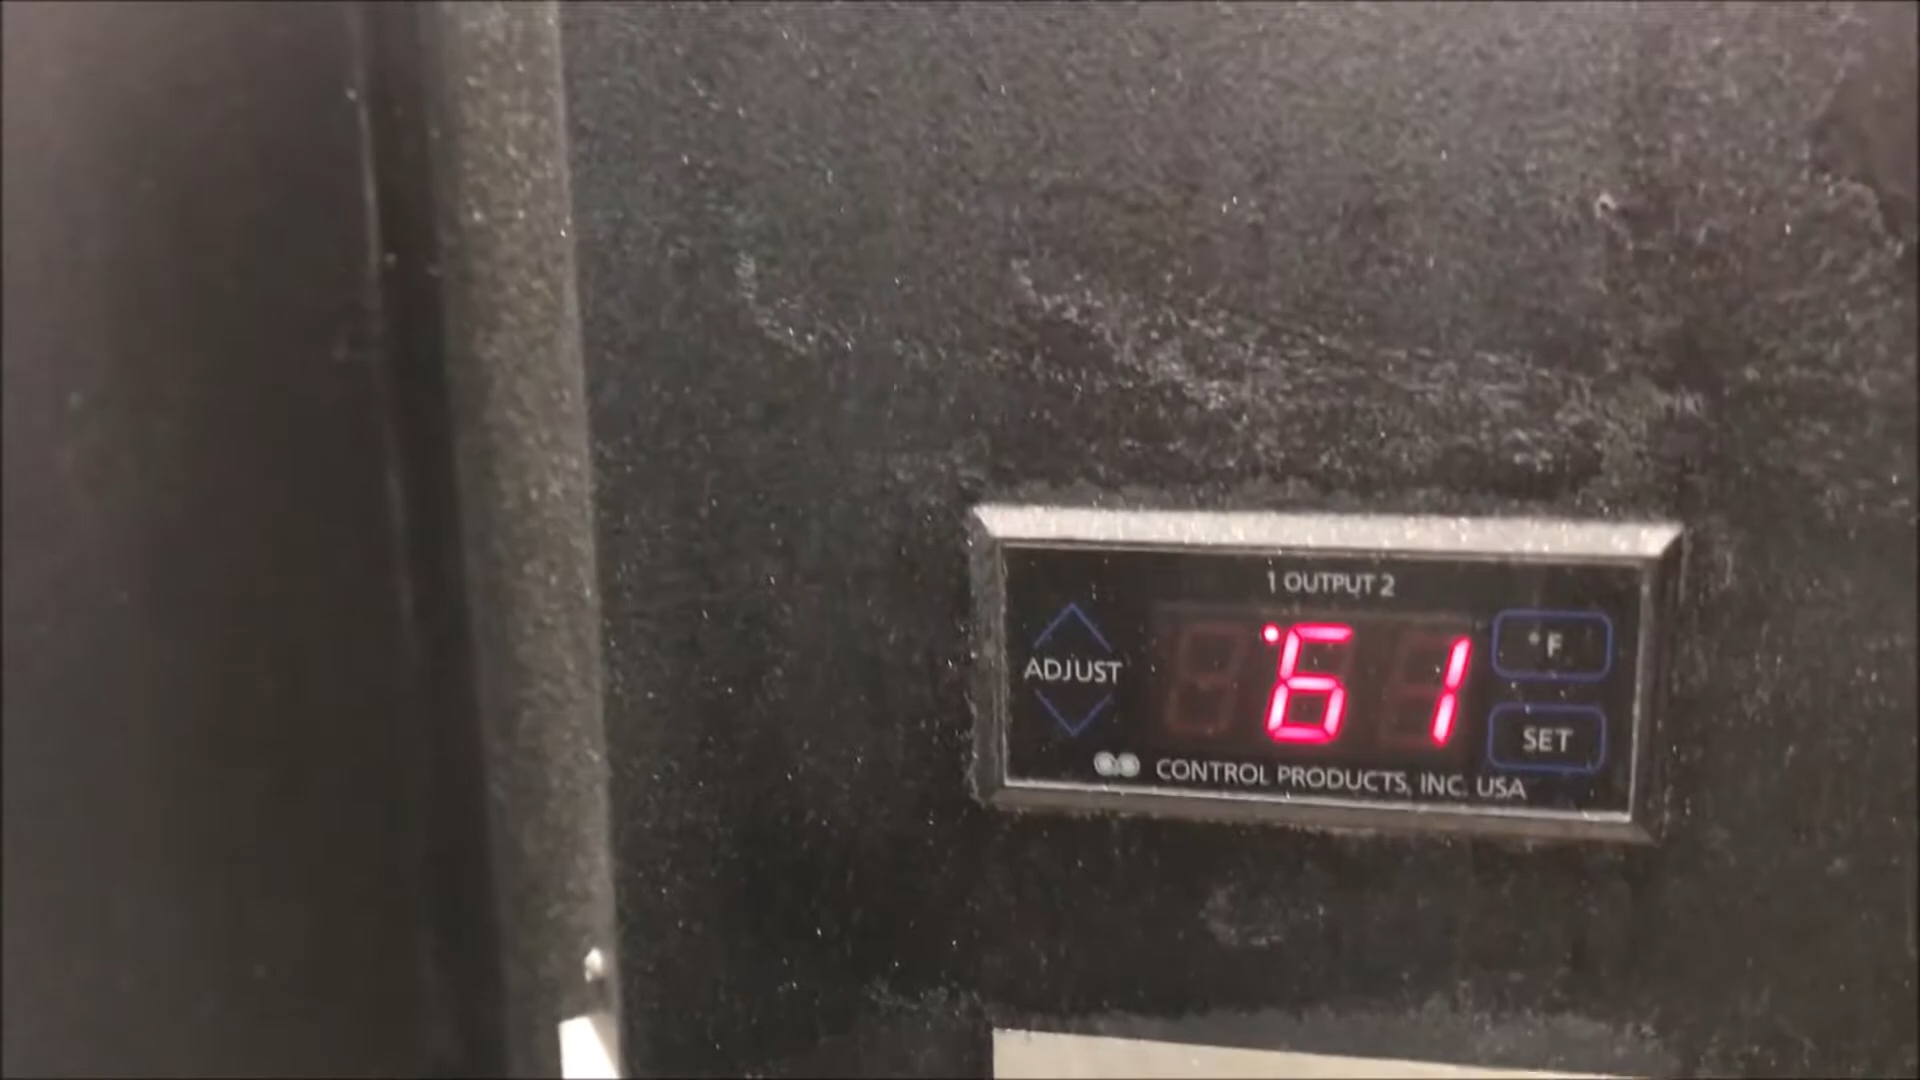 1 OUTPUT 2
ADJUST
61
°F
SET
CONTROL PRODUCTS, INC. USA